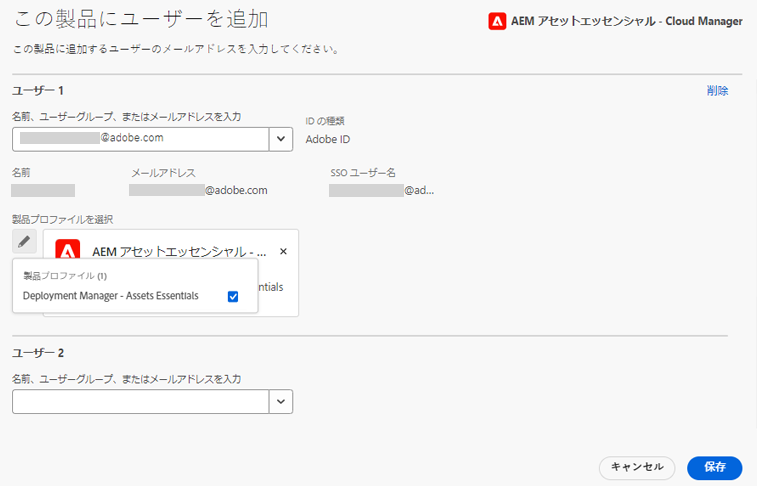 この製品にユーザーを追加
AEM アセットエッセンシャル - Cloud Manager
この製品に追加するユーザーのメールアドレスを入力してください。
ユーザー 1
削除
名前、ユーザーグループ、またはメールアドレスを入力
ID の種類
@adobe.com
Adobe ID
名前
メールアドレス
SSO ユーザー名
@adobe.com
@ad...
製品プロファイルを選択
AEM アセットエッセンシャル - ...
製品プロファイル (1)
entials
Deployment Manager - Assets Essentials
ユーザー 2
名前、ユーザーグループ、またはメールアドレスを入力
キャンセル
保存